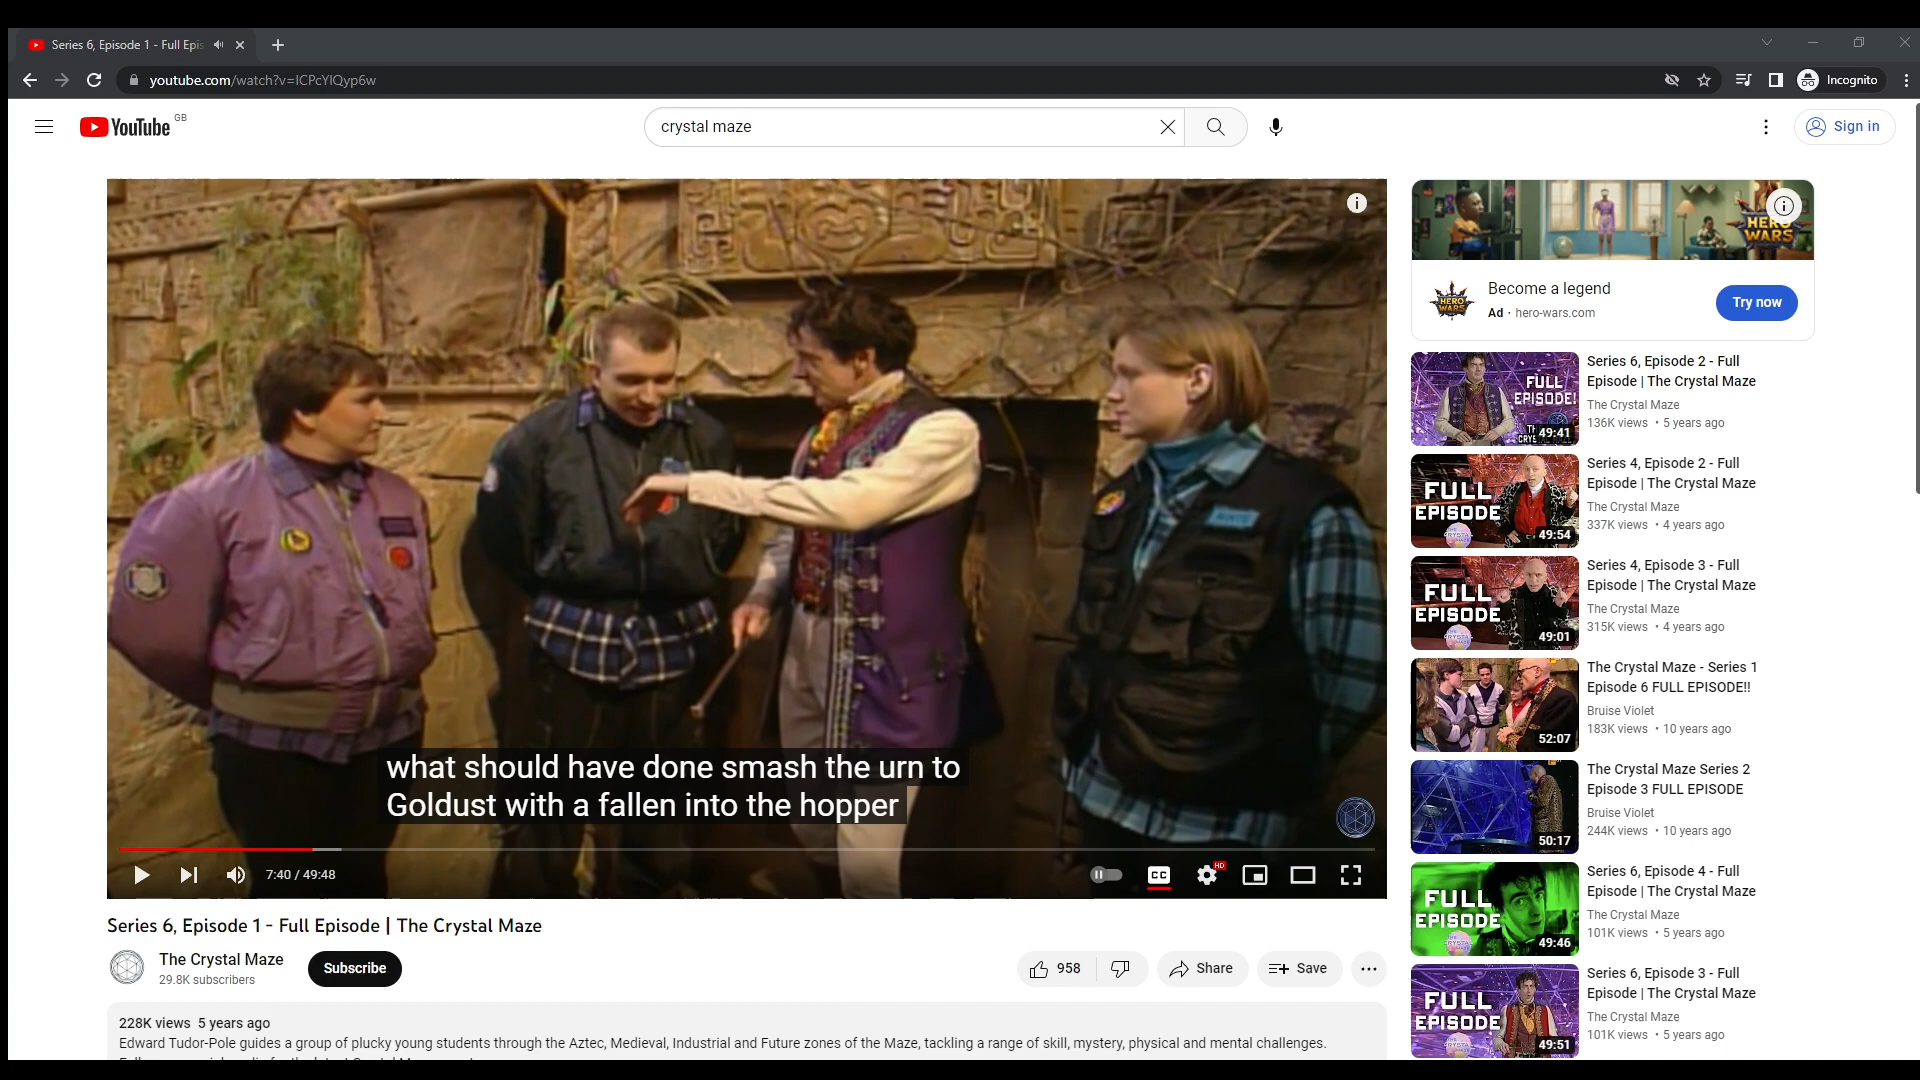 Series 6, Episode 1 - Full Epis
youtube.com/watch?v=ICPcYIQyp6w
Incognito
YouTube GB
crystal maze
Sign in
what should have done smash the urn to
Goldust with a fallen into the hopper
7:40 / 49:48
CC
HD
Series 6, Episode 1 - Full Episode | The Crystal Maze
The Crystal Maze
29.8K subscribers
Subscribe
958
Share
Save
228K views 5 years ago
Edward Tudor-Pole guides a group of plucky young students through the Aztec, Medieval, Industrial and Future zones of the Maze, tackling a range of skill, mystery, physical and mental challenges.
HERO
WARS
HERO
WARS
Become a legend
Ad · hero-wars.com
Try now
FULL
EPISODE!
49:41
Series 6, Episode 2 - Full
Episode | The Crystal Maze
The Crystal Maze
136K views • 5 years ago
FULL
EPISODE
49:54
Series 4, Episode 2 - Full
Episode | The Crystal Maze
The Crystal Maze
337K views • 4 years ago
FULL
EPISODE
49:01
Series 4, Episode 3 - Full
Episode | The Crystal Maze
The Crystal Maze
315K views • 4 years ago
52:07
The Crystal Maze - Series 1
Episode 6 FULL EPISODE!!
Bruise Violet
183K views • 10 years ago
50:17
The Crystal Maze Series 2
Episode 3 FULL EPISODE
Bruise Violet
244K views • 10 years ago
FULL
EPISODE
49:46
Series 6, Episode 4 - Full
Episode | The Crystal Maze
The Crystal Maze
101K views • 5 years ago
FULL
EPISODE
49:51
Series 6, Episode 3 - Full
Episode | The Crystal Maze
The Crystal Maze
101K views • 5 years ago